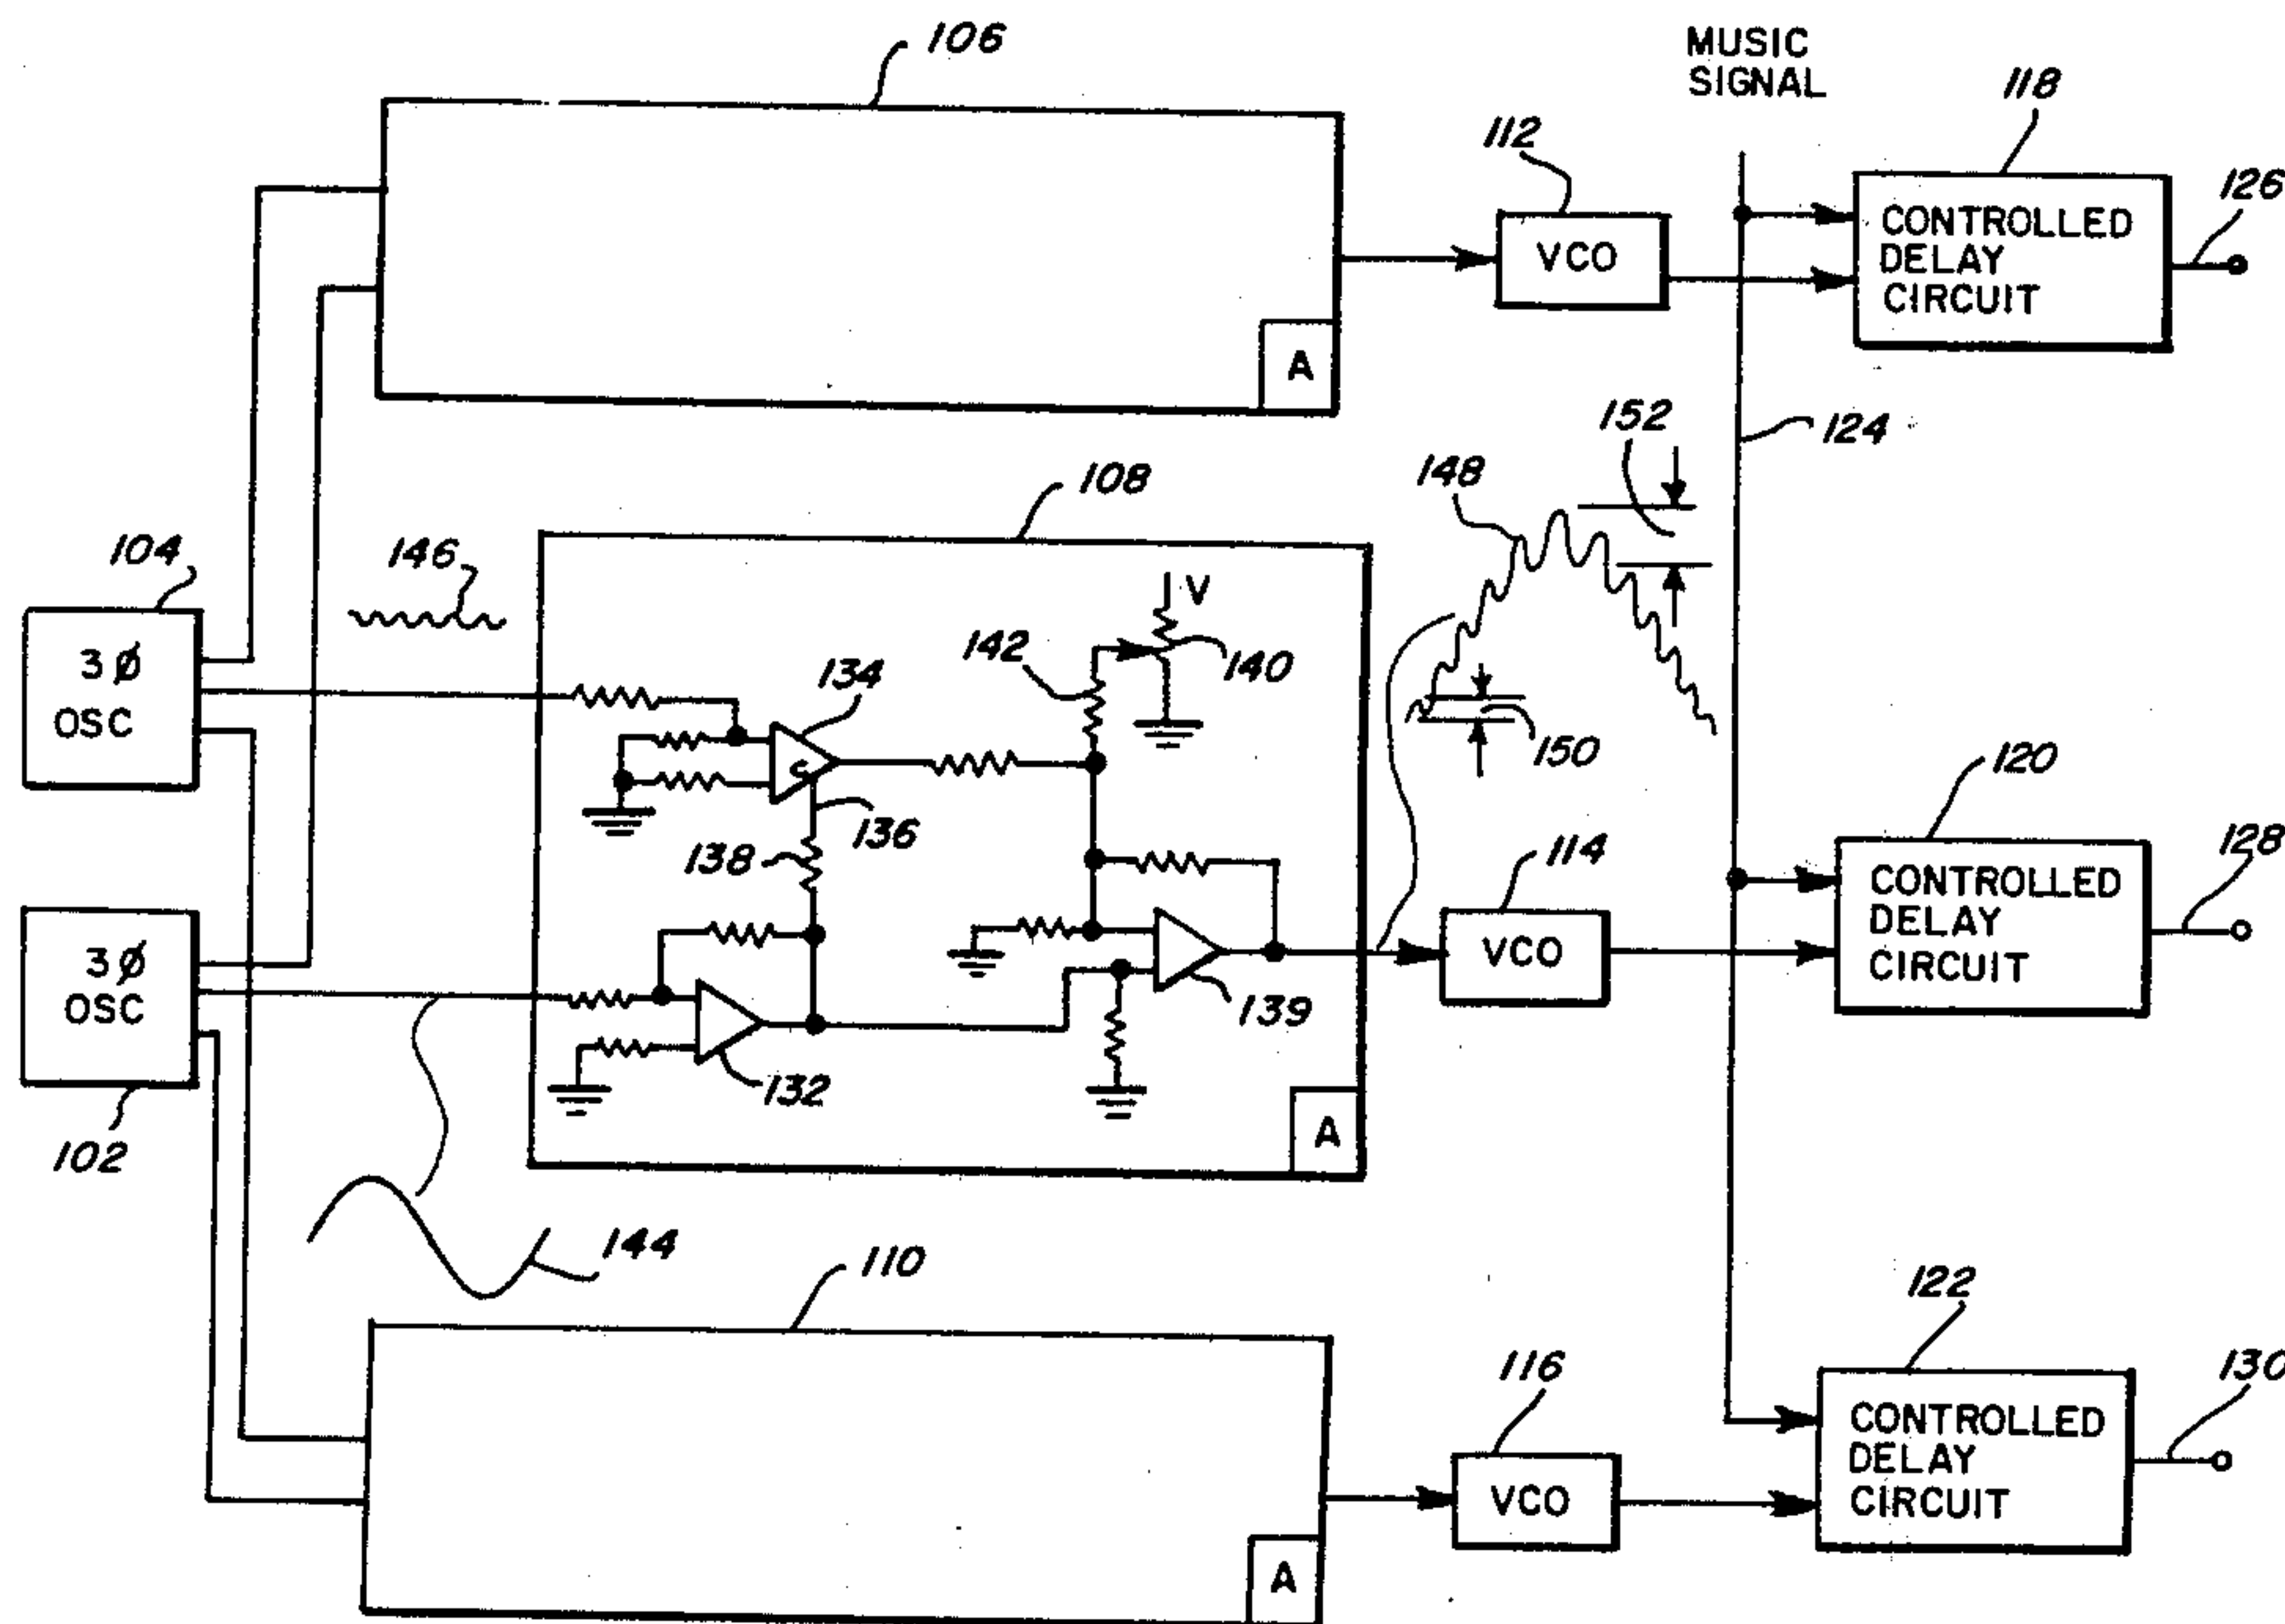 106
MUSIC
SIGNAL
118
112
126
VCO
CONTROLLED
DELAY
CIRCUIT
A
152
124
148
108
104
146
V
3Ø
OSC
142
140
134
C
150
120
136
138
114
128
CONTROLLED
DELAY
CIRCUIT
3Ø
OSC
VCO
139
132
A
102
144
110
122
116
130
CONTROLLED
DELAY
CIRCUIT
VCO
A